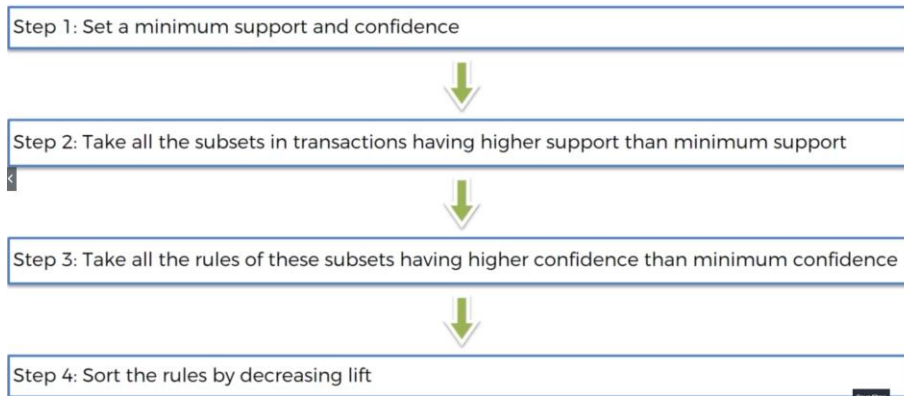 Step 1: Set a minimum support and confidence
Step 2: Take all the subsets in transactions having higher support than minimum support
Step 3: Take all the rules of these subsets having higher confidence than minimum confidence
Step 4: Sort the rules by decreasing lift